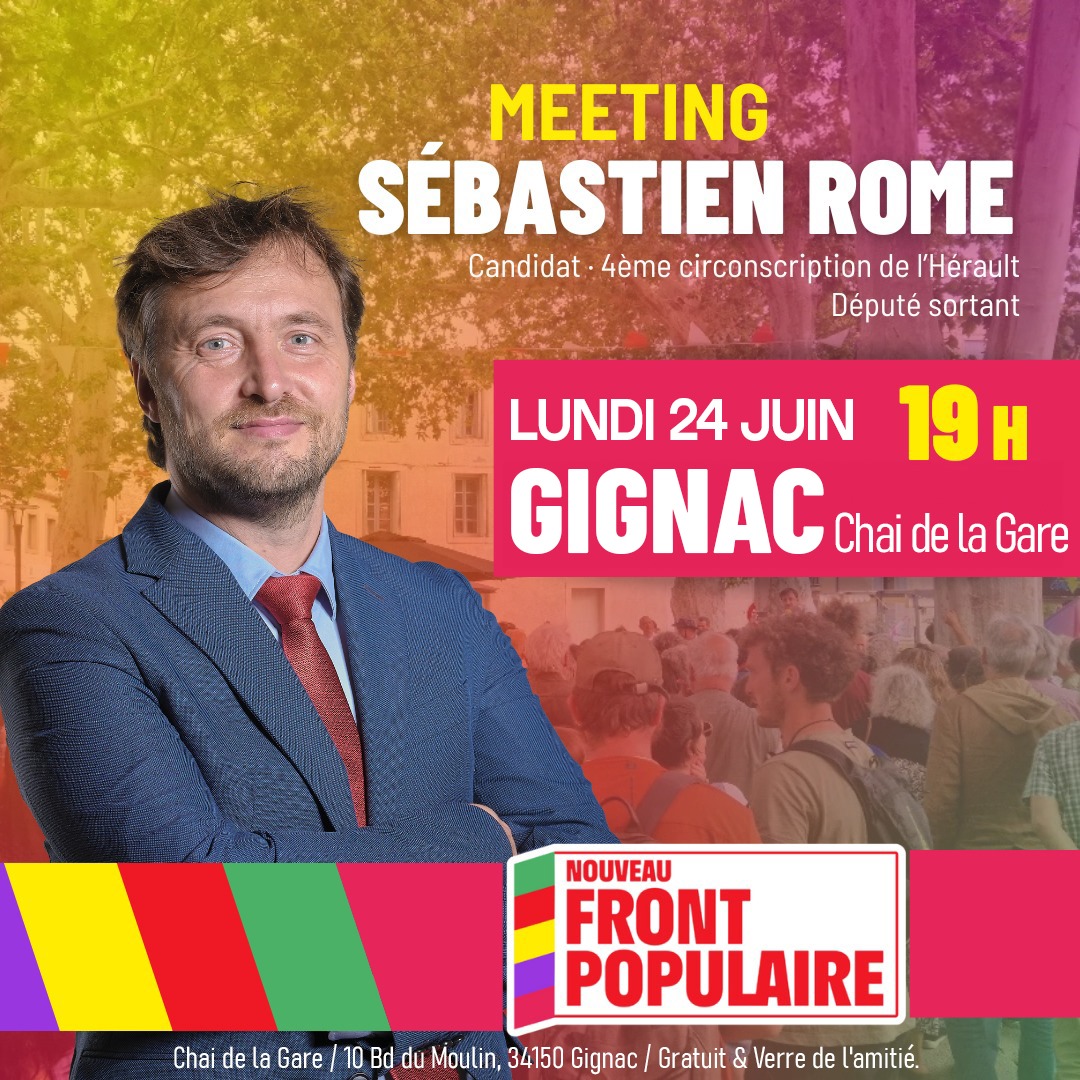 MEETING
SÉBASTIEN ROME
Candidat · 4ème circonscription de l’Hérault
Député sortant
LUNDI 24 JUIN 19 H
GIGNAC Chai de la Gare
NOUVEAU
FRONT
POPULAIRE
Chai de la Gare / 10 Bd du Moulin, 34150 Gignac / Gratuit & Verre de l'amitié.